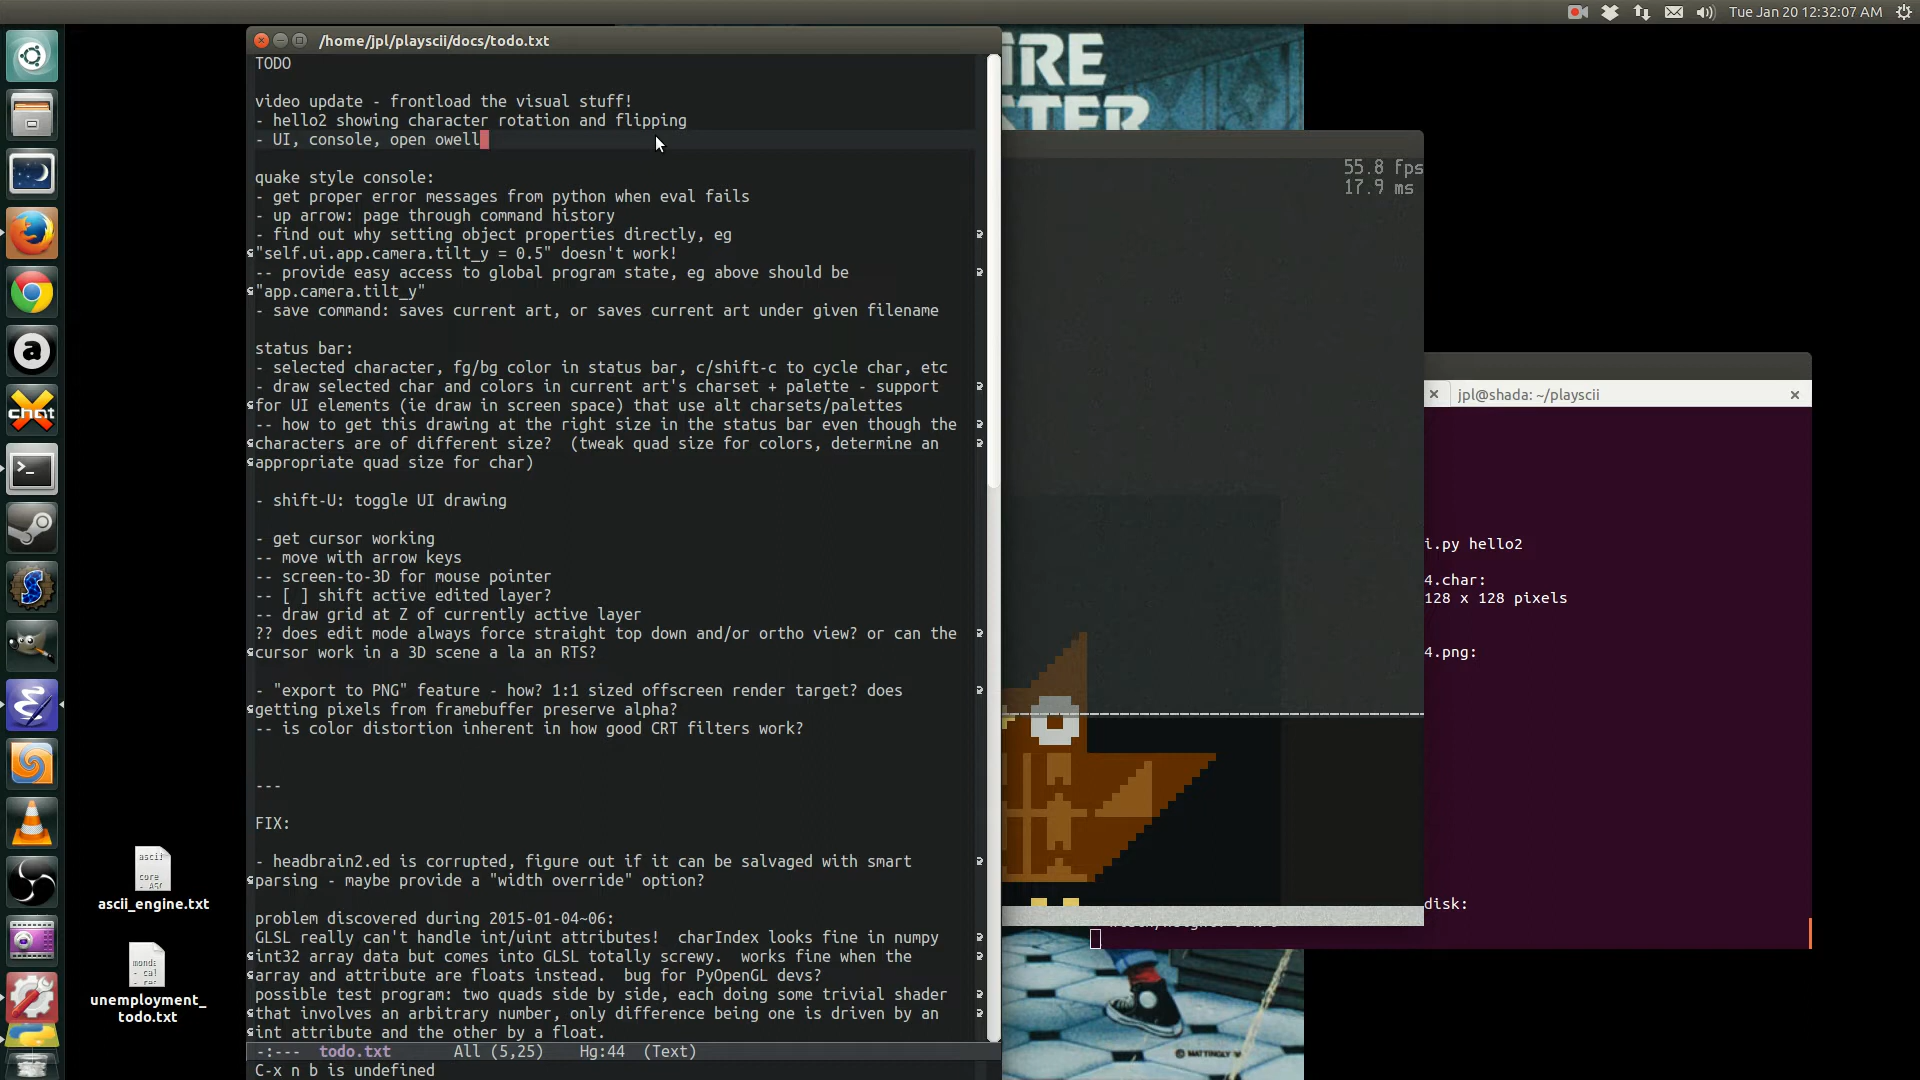 Tue Jan 20 12:32:07 AM
/home/jpl/playscii/docs/todo.txt
TODO
video update - frontload the visual stuff!
- hello2 showing character rotation and flipping
- UI, console, open owell
quake style console:
- get proper error messages from python when eval fails
- up arrow: page through command history
- find out why setting object properties directly, eg
"self.ui.app.camera.tilt_y = 0.5" doesn't work!
-- provide easy access to global program state, eg above should be
"app.camera.tilt_y"
- save command: saves current art, or saves current art under given filename
status bar:
- selected character, fg/bg color in status bar, c/shift-c to cycle char, etc
- draw selected char and colors in current art's charset + palette - support
for UI elements (ie draw in screen space) that use alt charsets/palettes
-- how to get this drawing at the right size in the status bar even though the
characters are of different size?  (tweak quad size for colors, determine an
appropriate quad size for char)
- shift-U: toggle UI drawing
- get cursor working
-- move with arrow keys
-- screen-to-3D for mouse pointer
-- [ ] shift active edited layer?
-- draw grid at Z of currently active layer
?? does edit mode always force straight top down and/or ortho view? or can the
cursor work in a 3D scene a la an RTS?
- "export to PNG" feature - how? 1:1 sized offscreen render target? does
getting pixels from framebuffer preserve alpha?
-- is color distortion inherent in how good CRT filters work?
---
FIX:
- headbrain2.ed is corrupted, figure out if it can be salvaged with smart
parsing - maybe provide a "width override" option?
problem discovered during 2015-01-04~06:
GLSL really can't handle int/uint attributes!  charIndex looks fine in numpy
int32 array data but comes into GLSL totally screwy.  works fine when the
array and attribute are floats instead.  bug for PyOpenGL devs?
possible test program: two quads side by side, each doing some trivial shader
that involves an arbitrary number, only difference being one is driven by an
int attribute and the other by a float.
-:---  todo.txt       All (5,25)    Hg:44  (Text)
C-x n b is undefined
55.8 fps
17.9 ms
jpl@shada: ~/playscii
i.py hello2
4.char:
128 x 128 pixels
4.png:
disk:
ascii_engine.txt
unemployment_
todo.txt
chat
a
© MATTINGLY